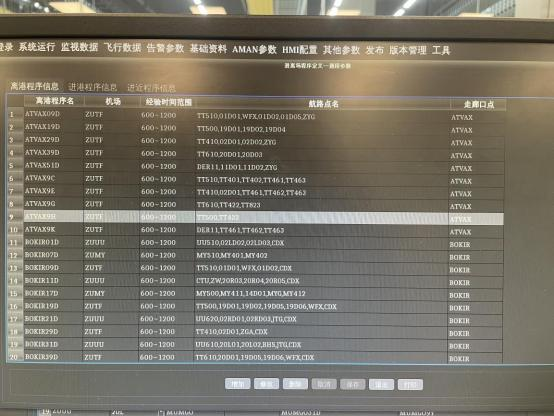 登录 系统运行 监视数据 飞行数据 告警参数 基础资料 AMAN参数 HMI配置 其他参数 发布 版本管理 工具
离港程序信息 进港程序信息 进近程序信息
离港程序名 机场 经验时间范围 航路点名 走廊口点
1 ATVAX09D ZUTF 600~1200 TT510,01D01,WFX,01D02,01D05,ZYG ATVAX
2 ATVAX19D ZUTF 600~1200 TT500,19D01,19D02,19D04 ATVAX
3 ATVAX29D ZUTF 600~1200 TT410,02D01,02D02,ZYG ATVAX
4 ATVAX39D ZUTF 600~1200 TT610,20D01,20D03 ATVAX
5 ATVAX51D ZUTF 600~1200 DER11,11D01,11D02,ZYG ATVAX
6 ATVAX9C ZUTF 600~1200 TT510,TT401,TT402,TT461,TT463 ATVAX
7 ATVAX9E ZUTF 600~1200 TT410,02D01,TT461,TT462,TT463 ATVAX
8 ATVAX9G ZUTF 600~1200 TT610,TT422,TT823 ATVAX
9 ATVAX9H ZUTF 600~1200 TT500,TT422 ATVAX
10 ATVAX9K ZUTF 600~1200 DER11,TT461,TT462,TT463 ATVAX
11 BOKIR01D ZUUU 600~1200 UU510,02LD02,02LD03,CDX BOKIR
12 BOKIR07D ZUMY 600~1200 MY510,MY401,MY402 BOKIR
13 BOKIR09D ZUTF 600~1200 TT510,01D01,WFX,01D02,CDX BOKIR
14 BOKIR11D ZUUU 600~1200 CTU,ZW,20R03,20R04,20R05,CDX BOKIR
15 BOKIR17D ZUMY 600~1200 MY500,MY411,14D01,MYG,MY412 BOKIR
16 BOKIR19D ZUTF 600~1200 TT500,19D01,19D02,19D05,19D06,WFX,CDX BOKIR
17 BOKIR21D ZUUU 600~1200 UU620,02RD01,02RD03,JTG,CDX BOKIR
18 BOKIR29D ZUTF 600~1200 TT410,02D01,ZGA,CDX BOKIR
19 BOKIR31D ZUUU 600~1200 UU610,20L01,20L02,BHS,JTG,CDX BOKIR
20 BOKIR39D ZUTF 600~1200 TT610,20D01,19D05,19D06,WFX,CDX BOKIR
增加 修改 删除 取消 保存 退出 打印